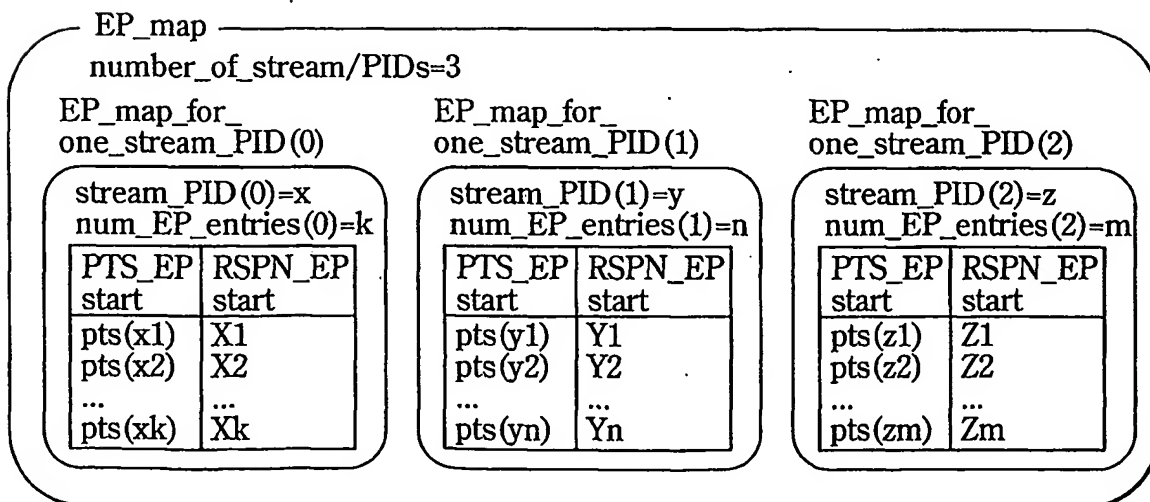 EP_map
number_of_stream/PIDs=3
EP_map_for_
one_stream_PID(0)
stream_PID(0)=x
num_EP_entries(0)=k
PTS_EP RSPN_EP
start start
pts(x1) X1
pts(x2) X2
... ...
pts(xk) Xk
EP_map_for_
one_stream_PID(1)
stream_PID(1)=y
num_EP_entries(1)=n
PTS_EP RSPN_EP
start start
pts(y1) Y1
pts(y2) Y2
... ...
pts(yn) Yn
EP_map_for_
one_stream_PID(2)
stream_PID(2)=z
num_EP_entries(2)=m
PTS_EP RSPN_EP
start start
pts(z1) Z1
pts(z2) Z2
... ...
pts(zm) Zm